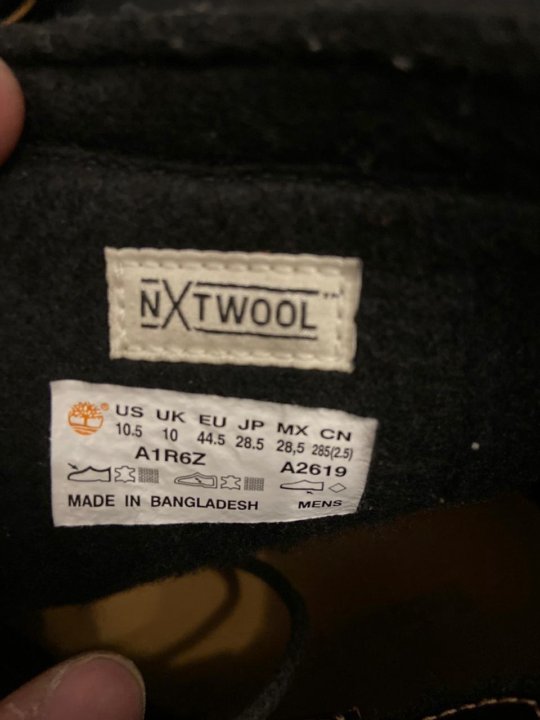 NXTWOOL™
US UK EU JP MX CN
10.5 10 44.5 28.5 28,5 285(2.5)
A1R6Z A2619
MADE IN BANGLADESH MENS